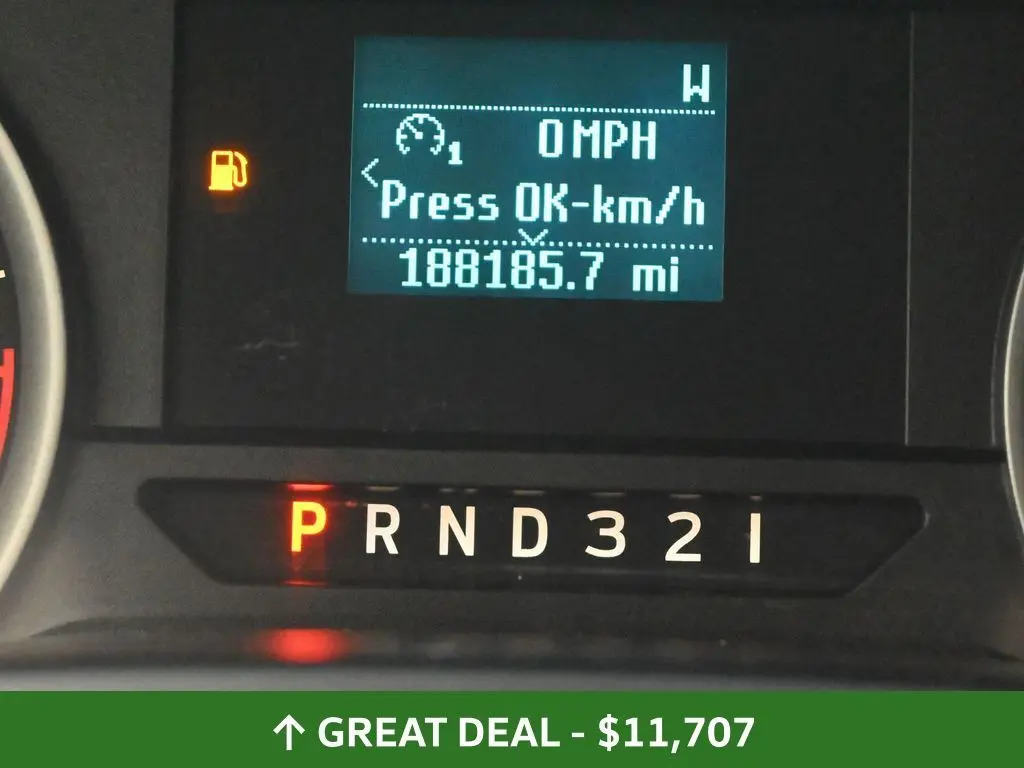 W
1 0 MPH
Press OK-km/h
188185.7 mi
P R N D 3 2 1
↑ GREAT DEAL - $11,707